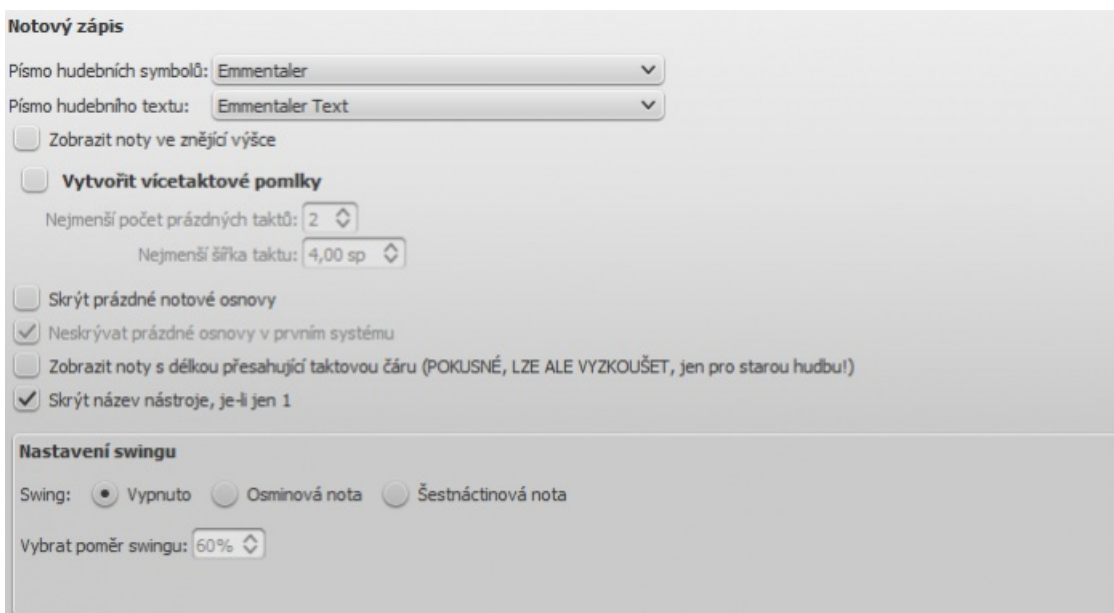 Notový zápis
Písmo hudebních symbolů: Emmentaler
Písmo hudebního textu: Emmentaler Text
Zobrazit noty ve znějící výšce
Vytvořit vícetaktové pomlky
Nejmenší počet prázdných taktů: 2
Nejmenší šířka taktu: 4,00 sp
Skrýt prázdné notové osnovy
Neskrývat prázdné osnovy v prvním systému
Zobrazit noty s délkou přesahující taktovou čáru (POKUSNÉ, LZE ALE VYZKOUŠET, jen pro starou hudbu!)
Skrýt název nástroje, je-li jen 1
Nastavení swingu
Swing: Vypnuto Osminová nota Šestnáctinová nota
Vybrat poměr swingu: 60%